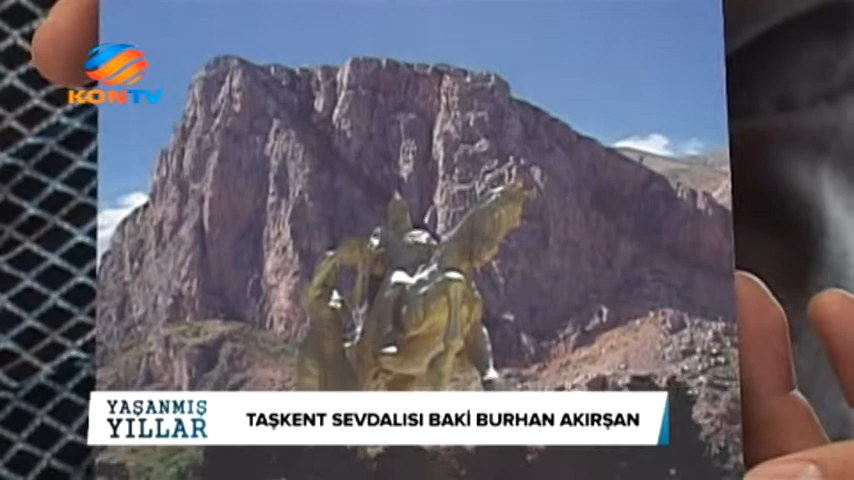 KONTV
YAŞANMIŞ
YILLAR
TAŞKENT SEVDALISI BAKİ BURHAN AKIRŞAN